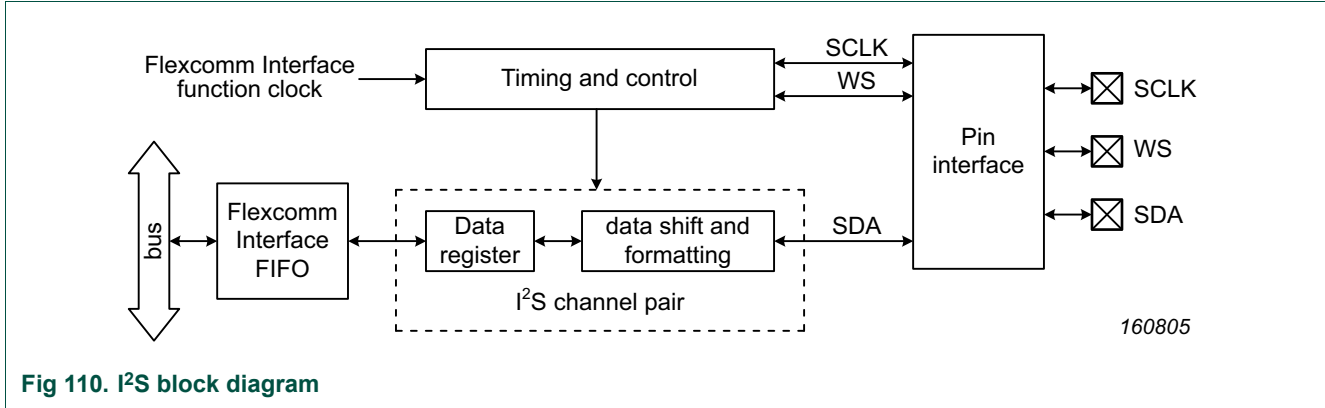 Flexcomm Interface
function clock
Timing and control
SCLK
WS
Pin
interface
SCLK
WS
SDA
bus
Flexcomm
Interface
FIFO
Data
register
data shift and
formatting
SDA
I²S channel pair
160805
Fig 110. I²S block diagram